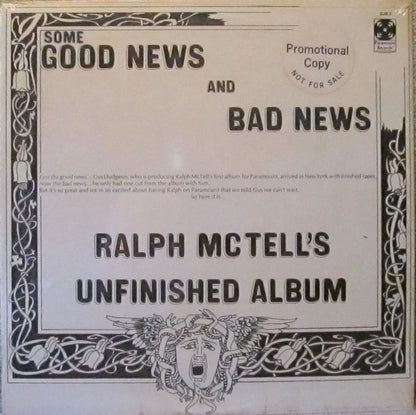 SOME
GOOD NEWS
AND
BAD NEWS
Promotional
Copy
NOT FOR SALE
First the good news... Gus Dudgeon, who is producing Ralph McTell's first album for Paramount, arrived in New York with finished tapes.
Now the bad news... he only had one cut from the album with him.
But it's so great and we're so excited about having Ralph on Paramount that we told Gus we can't wait.
So here it is
RALPH MCTELL'S
UNFINISHED ALBUM